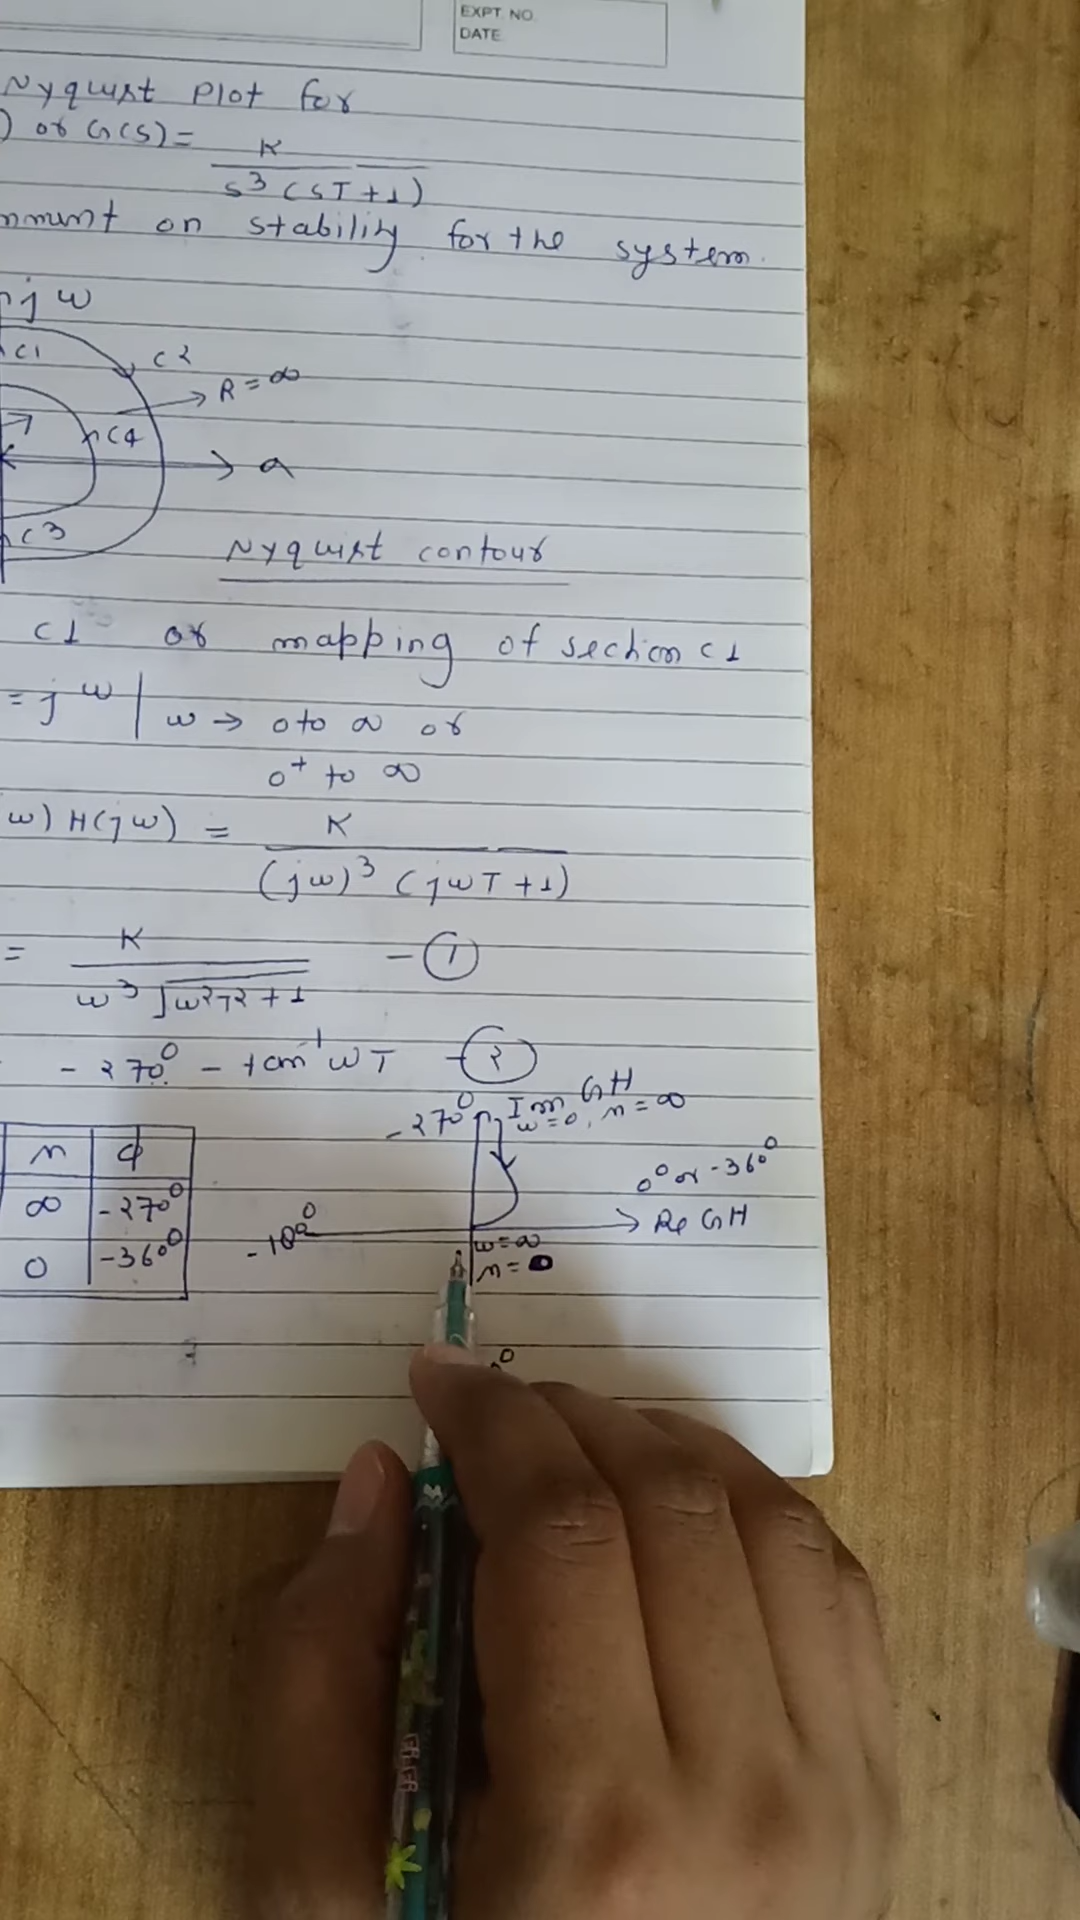 EXPT. NO.
DATE
Nyquist Plot for
) or G(s) = K / s³(sT+1)
on stability for the system.
jω
C1
C2
R = ∞
C4
σ
C3
Nyquist contour
C1 or mapping of section C1
= jω | ω → 0 to ∞ or
0⁺ to ∞
ω) H(jω) = K / (jω)³ (jωT+1)
= K / ω³ √ω²T²+1 - ①
- 270° - tan⁻¹ ωT - ②
-270° Im GH
ω=0, m=∞
m ϕ
∞ -270°
0 -360°
0° or -360°
Re GH
-180°
ω=∞
m=0